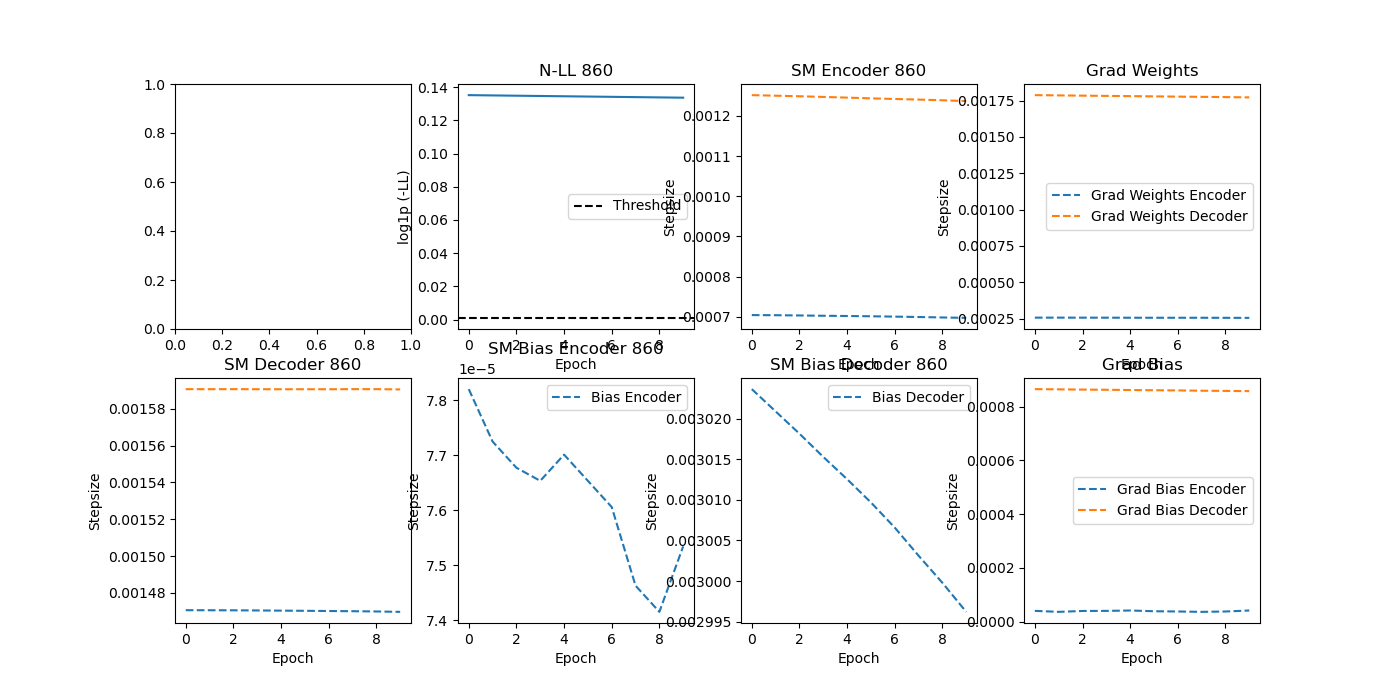 1.0
0.8
0.6
0.4
0.2
0.0
0.0 0.2 0.4 0.6 0.8 1.0
N-LL 860
log1p (-LL)
0.14
0.12
0.10
0.08
0.06
0.04
0.02
0.00
Threshold
0 2 4 6 8
Epoch
SM Encoder 860
Stepsize
0.0012
0.0011
0.0010
0.0009
0.0008
0.0007
0 2 4 6 8
Epoch
Grad Weights
Stepsize
0.00175
0.00150
0.00125
0.00100
0.00075
0.00050
0.00025
Grad Weights Encoder
Grad Weights Decoder
0 2 4 6 8
Epoch
SM Decoder 860
Stepsize
0.00158
0.00156
0.00154
0.00152
0.00150
0.00148
0 2 4 6 8
Epoch
SM Bias Encoder 860
1e−5
Stepsize
7.8
7.7
7.6
7.5
7.4
Bias Encoder
0 2 4 6 8
Epoch
SM Bias Decoder 860
Stepsize
0.003020
0.003015
0.003010
0.003005
0.003000
0.002995
Bias Decoder
0 2 4 6 8
Epoch
Grad Bias
Stepsize
0.0008
0.0006
0.0004
0.0002
0.0000
Grad Bias Encoder
Grad Bias Decoder
0 2 4 6 8
Epoch